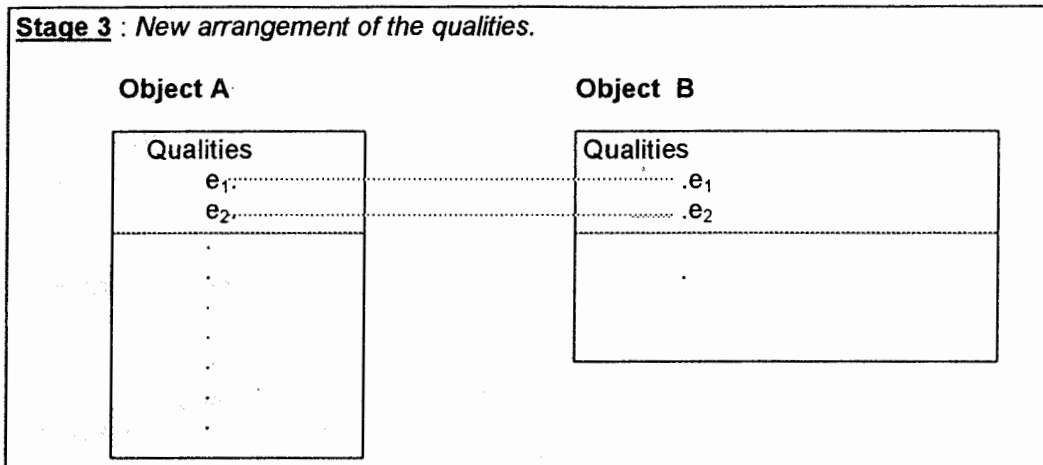 Stage 3 : New arrangement of the qualities.
Object A Object B
Qualities Qualities
e₁. .e₁
e₂. .e₂
. .
.
.
.
.
.
.